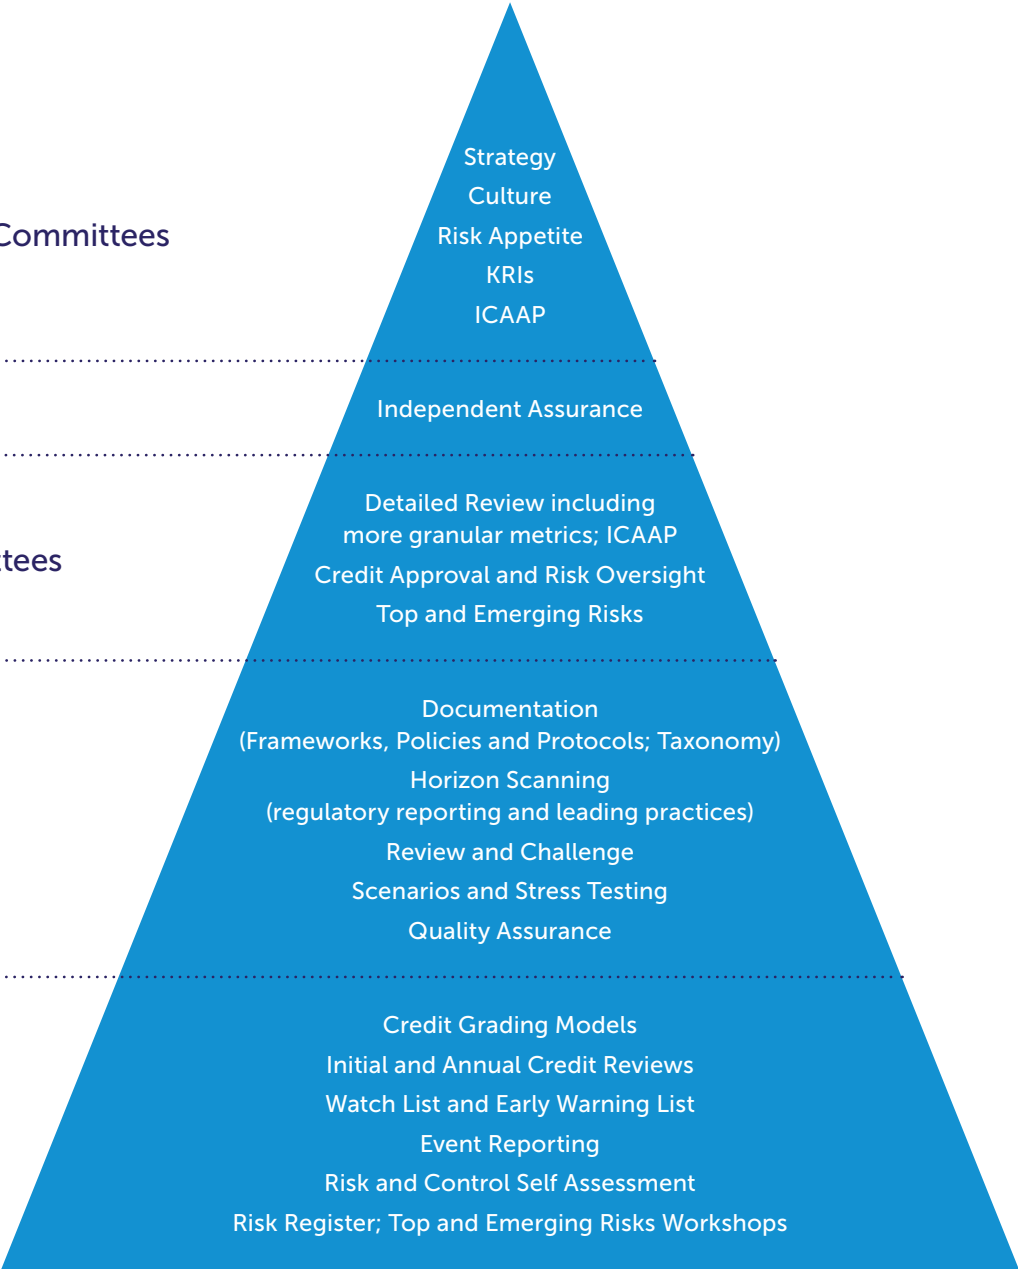 Strategy
Culture
Committees
Risk Appetite
KRIs
ICAAP
Independent Assurance
Detailed Review including
more granular metrics; ICAAP
Credit Approval and Risk Oversight
Top and Emerging Risks
Documentation
(Frameworks, Policies and Protocols; Taxonomy)
Horizon Scanning
(regulatory reporting and leading practices)
Review and Challenge
Scenarios and Stress Testing
Quality Assurance
Credit Grading Models
Initial and Annual Credit Reviews
Watch List and Early Warning List
Event Reporting
Risk and Control Self Assessment
Risk Register; Top and Emerging Risks Workshops